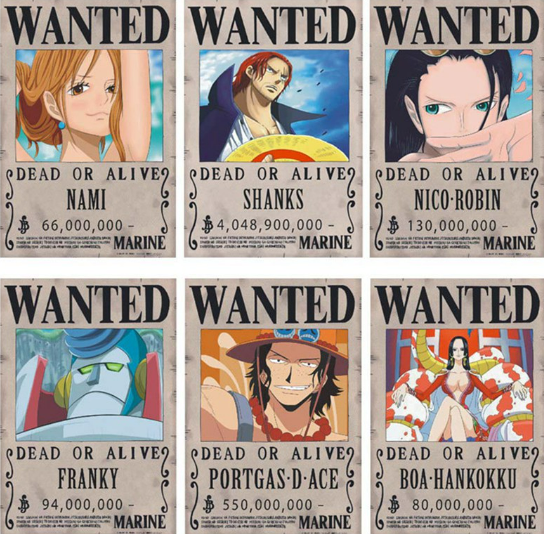 WANTED
DEAD OR ALIVE
NAMI
66,000,000 -
MARINE
WANTED
DEAD OR ALIVE
SHANKS
4,048,900,000 -
MARINE
WANTED
DEAD OR ALIVE
NICO·ROBIN
130,000,000 -
MARINE
WANTED
DEAD OR ALIVE
FRANKY
94,000,000 -
MARINE
WANTED
DEAD OR ALIVE
PORTGAS·D·ACE
550,000,000 -
MARINE
WANTED
DEAD OR ALIVE
BOA·HANKOKKU
80,000,000 -
MARINE